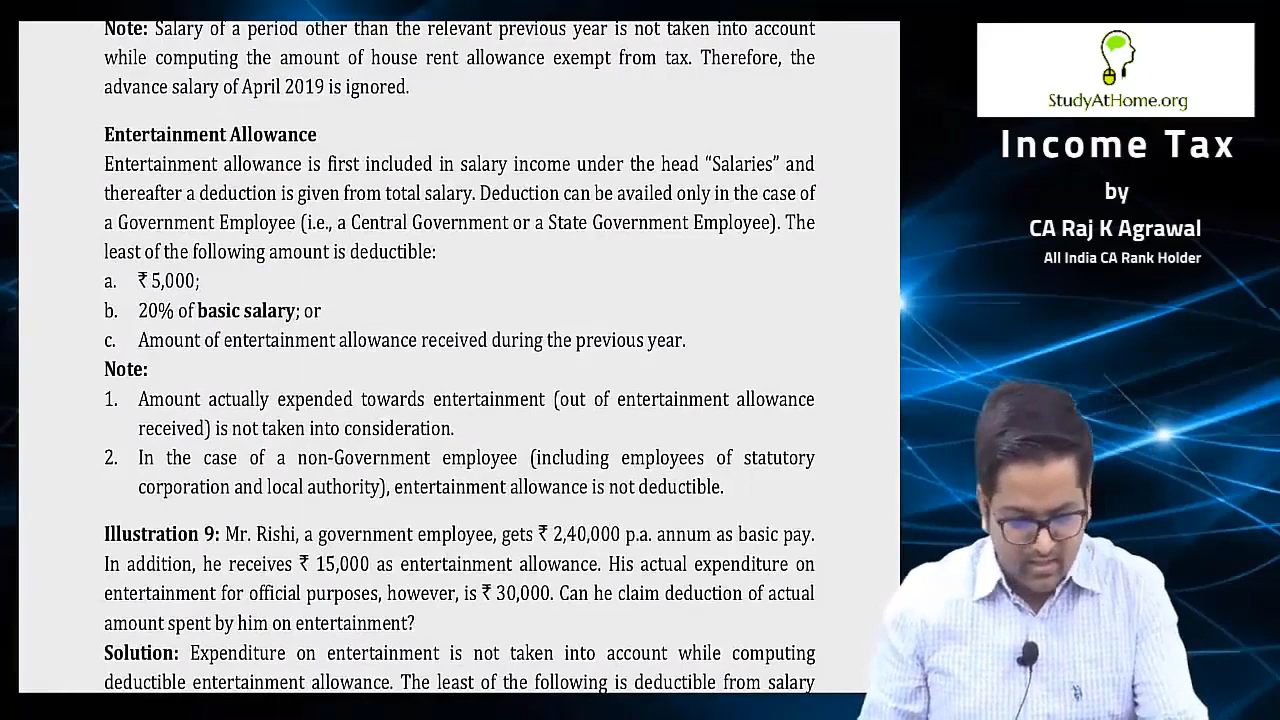 Note: Salary of a period other than the relevant previous year is not taken into account
while computing the amount of house rent allowance exempt from tax. Therefore, the
advance salary of April 2019 is ignored.
Entertainment Allowance
Entertainment allowance is first included in salary income under the head “Salaries” and
thereafter a deduction is given from total salary. Deduction can be availed only in the case of
a Government Employee (i.e., a Central Government or a State Government Employee). The
least of the following amount is deductible:
a. ₹ 5,000;
b. 20% of basic salary; or
c. Amount of entertainment allowance received during the previous year.
Note:
1. Amount actually expended towards entertainment (out of entertainment allowance
received) is not taken into consideration.
2. In the case of a non-Government employee (including employees of statutory
corporation and local authority), entertainment allowance is not deductible.
Illustration 9: Mr. Rishi, a government employee, gets ₹ 2,40,000 p.a. annum as basic pay.
In addition, he receives ₹ 15,000 as entertainment allowance. His actual expenditure on
entertainment for official purposes, however, is ₹ 30,000. Can he claim deduction of actual
amount spent by him on entertainment?
Solution: Expenditure on entertainment is not taken into account while computing
deductible entertainment allowance. The least of the following is deductible from salary
StudyAtHome.org
Income Tax
by
CA Raj K Agrawal
All India CA Rank Holder